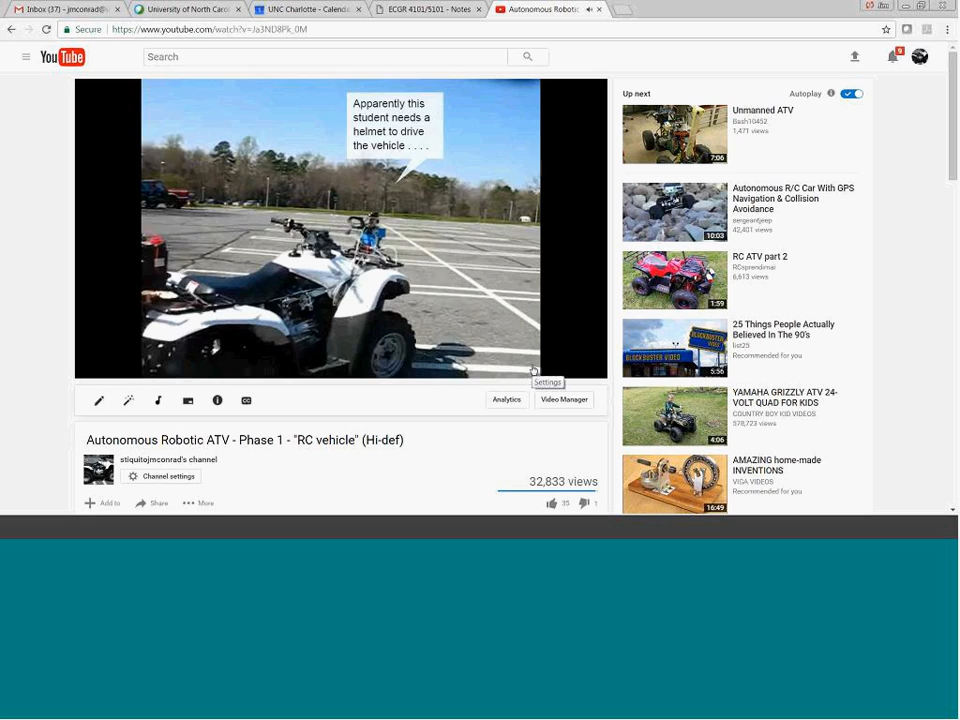 Inbox (37) - jmconrad@
University of North Carol
UNC Charlotte - Calenda
ECGR 4101/5101 - Notes
Autonomous Robotic
Secure
https://www.youtube.com/watch?v=Ja3ND8Pk_0M
YouTube
Search
9
Apparently this
student needs a
helmet to drive
the vehicle . . . .
Settings
CC
Analytics
Video Manager
Autonomous Robotic ATV - Phase 1 - "RC vehicle" (Hi-def)
stiquitojmconrad's channel
Channel settings
32,833 views
Add to
Share
More
35
1
Up next
Autoplay
Unmanned ATV
Bash10452
1,471 views
7:06
Autonomous R/C Car With GPS
Navigation & Collision
Avoidance
sergeantjeep
42,401 views
10:03
RC ATV part 2
RCsprendimai
6,613 views
1:59
25 Things People Actually
Believed In The 90's
list25
Recommended for you
BLOCKBUSTER VIDEO
BLOCKBUSTER
5:56
YAMAHA GRIZZLY ATV 24-
VOLT QUAD FOR KIDS
COUNTRY BOY KID VIDEOS
578,723 views
4:06
AMAZING home-made
INVENTIONS
VIGA VIDEOS
Recommended for you
16:49